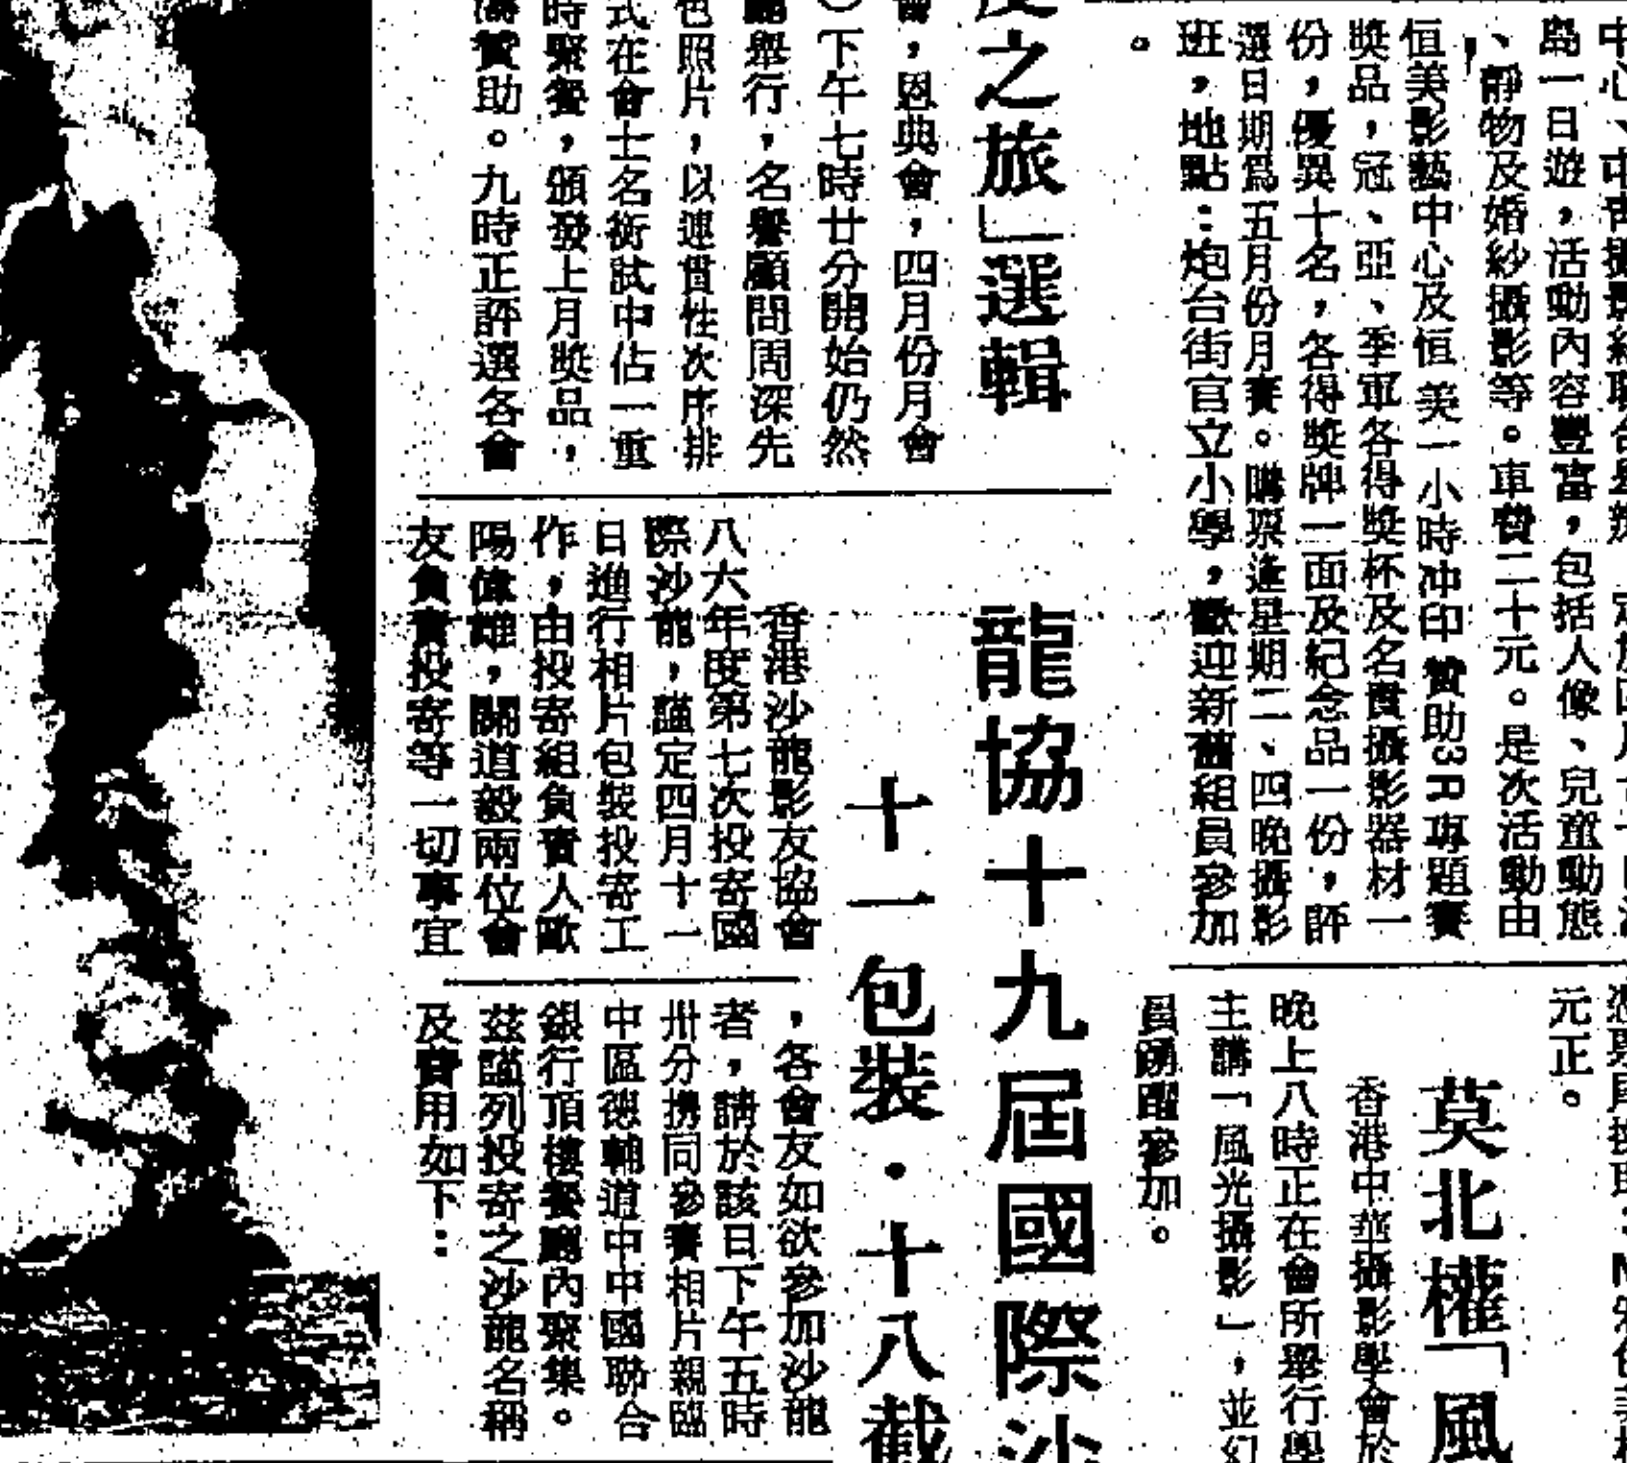 島一日遊，活動內容豐富，包括人像、兒童動態
、靜物及婚紗攝影等。車費二十元。是次活動由
恒美影藝中心及恒美一小時冲印贊助3R專題賽
獎品，冠、亞、季軍各得獎杯及名貴攝影器材一
份，優異十名，各得獎牌一面及紀念品一份，評
選日期爲五月份月賽。購票逢星期二、四晚攝影
班，地點：炮台街官立小學，歡迎新舊組員參加
。
元正。
莫北權「風
香港中華攝影學會於
晚上八時正在會所舉行學
主講「風光攝影」，並幻
員踴躍參加。
之旅」選輯
會，恩典會，四月份月會
）下午七時廿分開始仍然
廳舉行，名譽顧問周深先
色照片，以連貫性次序排
式在會士名銜試中佔一重
時聚餐，頒發上月獎品，
贊助。九時正評選各會
龍協十九屆國際沙
十一包裝・十八截
香港沙龍影友協會
八六年度第七次投寄國
際沙龍，謹定四月十一
日進行相片包裝投寄工
作，由投寄組負責人歐
陽偉雄，關道毅兩位會
友負責投寄等一切事宜
，各會友如欲參加沙龍
者，請於該日下午五時
卅分携同參賽相片親臨
中區德輔道中中國聯合
銀行頂樓餐廳內聚集。
茲謹列投寄之沙龍名稱
及費用如下：